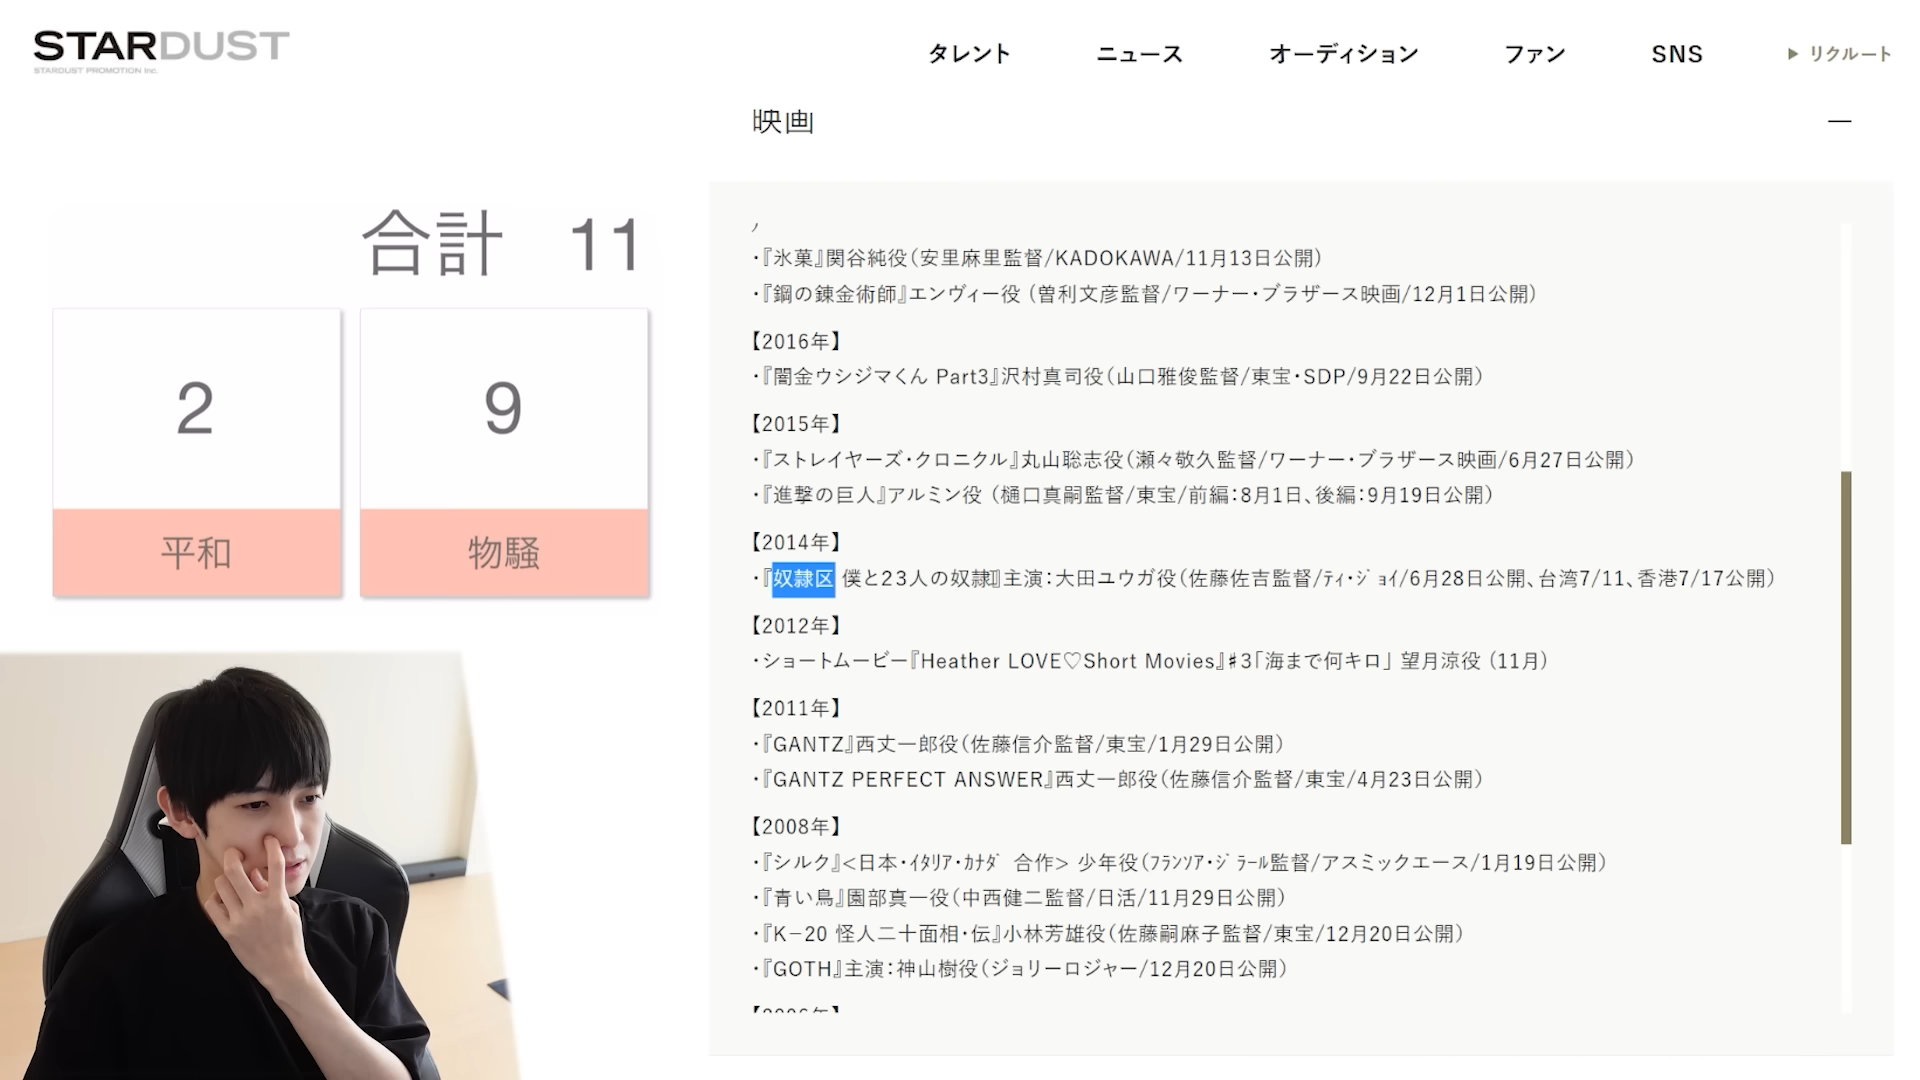 STARDUST
STARDUST PROMOTION Inc.
タレント
ニュース
オーディション
ファン
SNS
リクルート
映画
合計 11
2
9
平和
物騒
・『氷菓』関谷純役（安里麻里監督/KADOKAWA/11月13日公開）
・『鋼の錬金術師』エンヴィー役 （曽利文彦監督/ワーナー・ブラザース映画/12月1日公開）
【2016年】
・『闇金ウシジマくん Part3』沢村真司役（山口雅俊監督/東宝・SDP/9月22日公開）
【2015年】
・『ストレイヤーズ・クロニクル』丸山聡志役（瀬々敬久監督/ワーナー・ブラザース映画/6月27日公開）
・『進撃の巨人』アルミン役 （樋口真嗣監督/東宝/前編：8月1日、後編：9月19日公開）
【2014年】
・『奴隷区 僕と23人の奴隷』主演：大田ユウガ役（佐藤佐吉監督/ﾃｨ･ｼﾞｮｲ/6月28日公開、台湾7/11、香港7/17公開）
【2012年】
・ショートムービー『Heather LOVE♡Short Movies』♯3「海まで何キロ」 望月涼役 （11月）
【2011年】
・『GANTZ』西丈一郎役（佐藤信介監督/東宝/1月29日公開）
・『GANTZ PERFECT ANSWER』西丈一郎役（佐藤信介監督/東宝/4月23日公開）
【2008年】
・『シルク』<日本・ｲﾀﾘｱ・ｶﾅﾀﾞ 合作> 少年役（ﾌﾗﾝｿｱ・ｼﾞﾗｰﾙ監督/アスミックエース/1月19日公開）
・『青い鳥』園部真一役（中西健二監督/日活/11月29日公開）
・『K−20 怪人二十面相・伝』小林芳雄役（佐藤嗣麻子監督/東宝/12月20日公開）
・『GOTH』主演：神山樹役（ジョリーロジャー/12月20日公開）